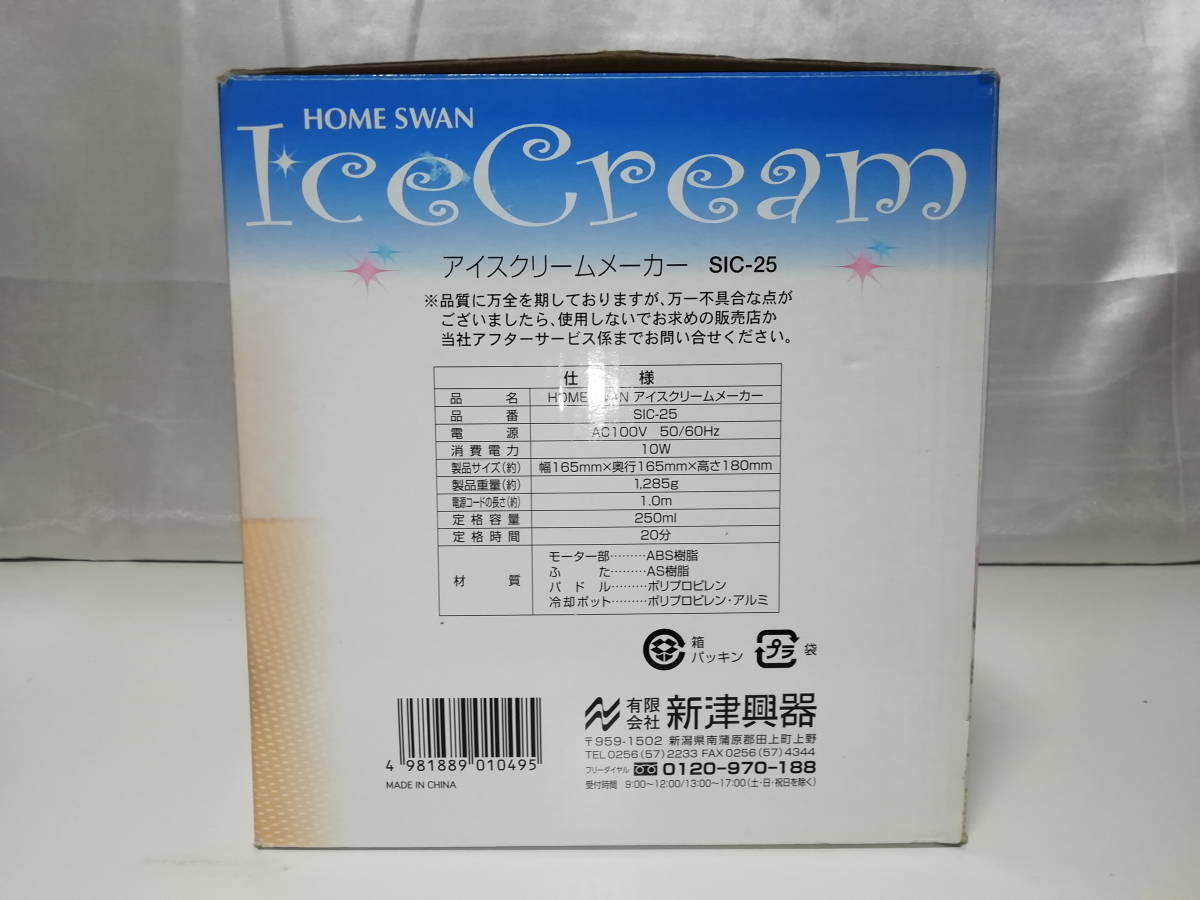 HOME SWAN
IceCream
アイスクリームメーカー SIC-25
※品質に万全を期しておりますが、万一不具合な点が
ございましたら、使用しないでお求めの販売店か
当社アフターサービス係までお問い合せください。
仕 様
品 名 HOME SWAN アイスクリームメーカー
品 番 SIC-25
電 源 AC100V 50/60Hz
消費電力 10W
製品サイズ(約) 幅165mm×奥行165mm×高さ180mm
製品重量(約) 1,285g
電源コードの長さ(約) 1.0m
定格容量 250ml
定格時間 20分
材 質 モーター部………ABS樹脂
ふ た………AS樹脂
パ ド ル………ポリプロピレン
冷却ポット………ポリプロピレン・アルミ
箱
パッキン
プラ 袋
有限会社 新津興器
〒959-1502 新潟県南蒲原郡田上町上野
TEL 0256(57)2233 FAX 0256(57)4344
フリーダイヤル 0120-970-188
受付時間 9:00～12:00/13:00～17:00(土・日・祝日を除く)
4 981889 010495
MADE IN CHINA